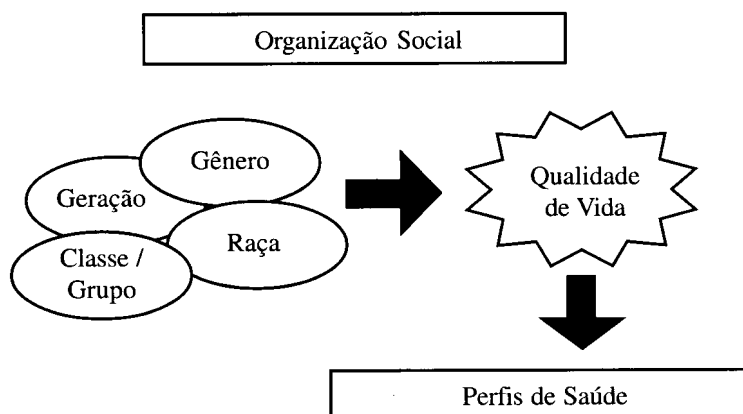 Organização Social
Gênero
Geração
Raça
Classe /
Grupo
Qualidade
de Vida
Perfis de Saúde